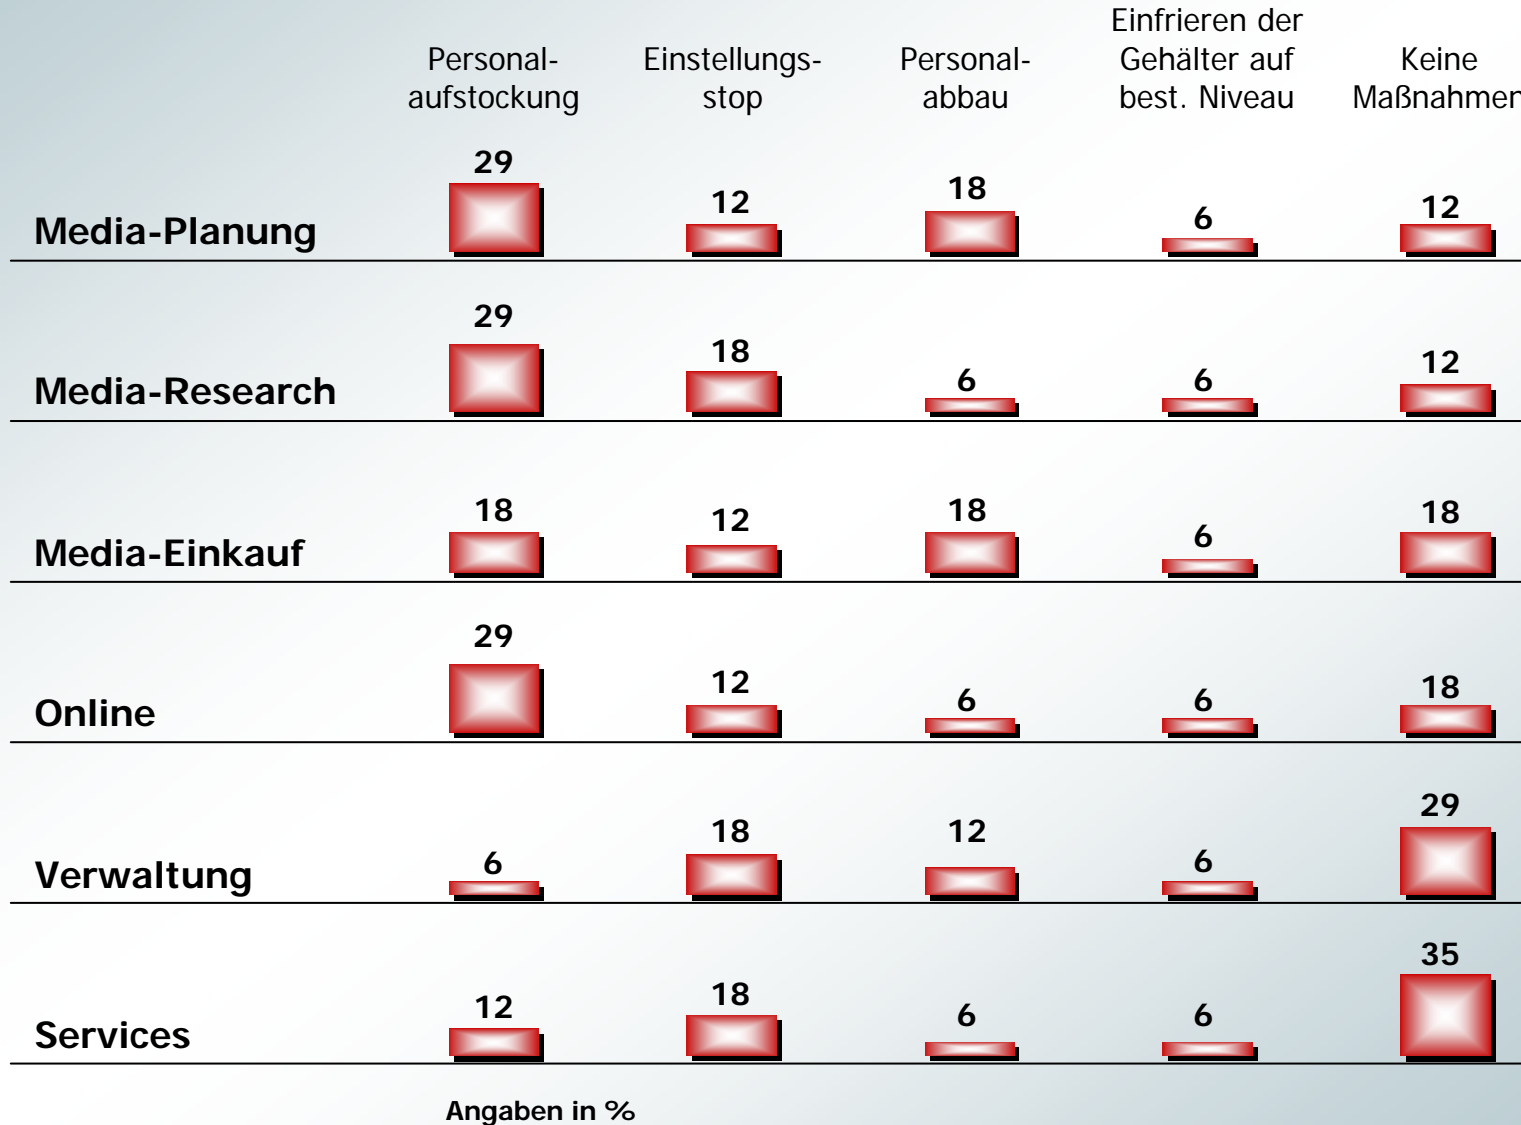 Personal- Einstellungs- Personal- Einfrieren der Keine
aufstockung stop abbau Gehälter auf Maßnahmen
best. Niveau
29 12 18 6 12
Media-Planung
29 18 6 6 12
Media-Research
18 12 18 6 18
Media-Einkauf
29 12 6 6 18
Online
6 18 12 6 29
Verwaltung
12 18 6 6 35
Services
Angaben in %